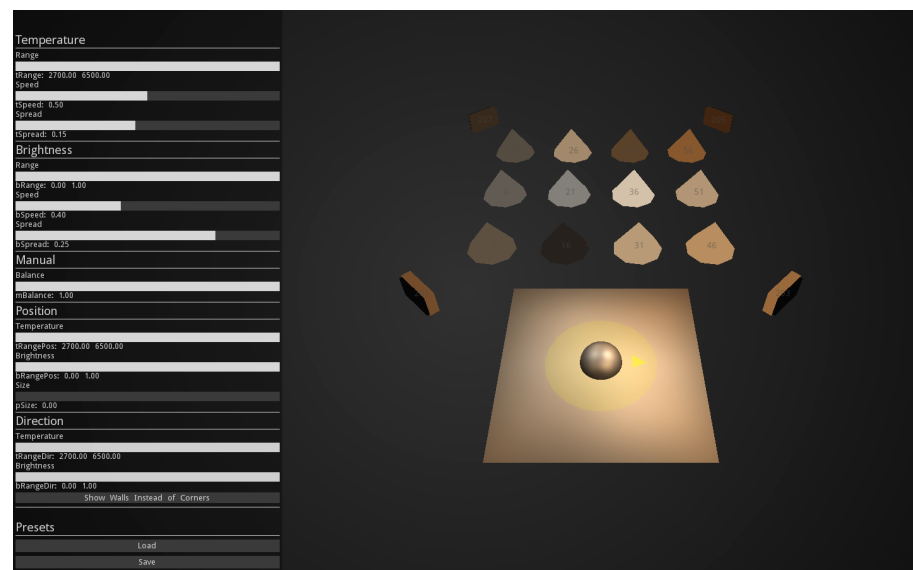 Temperature
Range
tRange: 2700.00 6500.00
Speed
tSpeed: 0.50
Spread
tSpread: 0.15
Brightness
Range
bRange: 0.00 1.00
Speed
bSpeed: 0.40
Spread
bSpread: 0.25
Manual
Balance
mBalance: 1.00
Position
Temperature
tRangePos: 2700.00 6500.00
Brightness
bRangePos: 0.00 1.00
Size
pSize: 0.00
Direction
Temperature
tRangeDir: 2700.00 6500.00
Brightness
bRangeDir: 0.00 1.00
Show Walls Instead of Corners
Presets
Load
Save
26
21 36 51
16 31 46